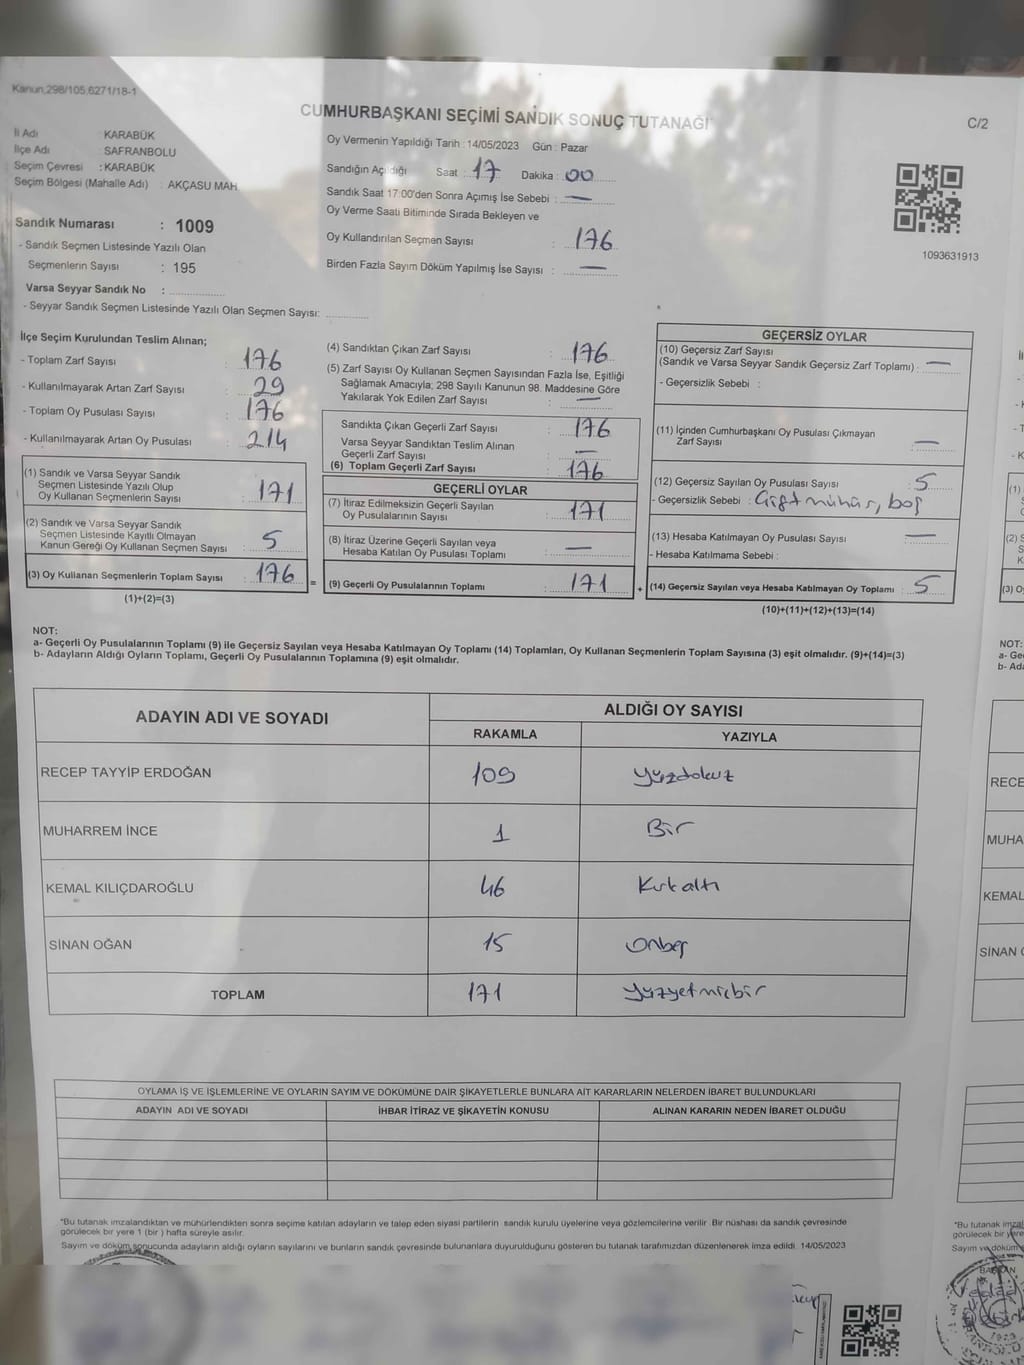 Kanun,298/105,6271/18-1
CUMHURBAŞKANI SEÇİMİ SANDIK SONUÇ TUTANAĞI
C/2
İl Adı : KARABÜK
İlçe Adı : SAFRANBOLU
Seçim Çevresi : KARABÜK
Seçim Bölgesi (Mahalle Adı) : AKÇASU MAH.
Sandık Numarası : 1009
- Sandık Seçmen Listesinde Yazılı Olan
Seçmenlerin Sayısı : 195
Varsa Seyyar Sandık No :
- Seyyar Sandık Seçmen Listesinde Yazılı Olan Seçmen Sayısı:
Oy Vermenin Yapıldığı Tarih : 14/05/2023 Gün : Pazar
Sandığın Açıldığı Saat : 17 Dakika : 00
Sandık Saat 17.00'den Sonra Açımış İse Sebebi : —
Oy Verme Saati Bitiminde Sırada Bekleyen ve
Oy Kullandırılan Seçmen Sayısı : 176
Birden Fazla Sayım Döküm Yapılmış İse Sayısı : —
1093631913
İlçe Seçim Kurulundan Teslim Alınan;
- Toplam Zarf Sayısı : 176
- Kullanılmayarak Artan Zarf Sayısı : 29
- Toplam Oy Pusulası Sayısı : 176
- Kullanılmayarak Artan Oy Pusulası : 214
(1) Sandık ve Varsa Seyyar Sandık
Seçmen Listesinde Yazılı Olup
Oy Kullanan Seçmenlerin Sayısı : 171
(2) Sandık ve Varsa Seyyar Sandık
Seçmen Listesinde Kayıtlı Olmayan
Kanun Gereği Oy Kullanan Seçmen Sayısı : 5
(3) Oy Kullanan Seçmenlerin Toplam Sayısı : 176
(1)+(2)=(3)
(4) Sandıktan Çıkan Zarf Sayısı : 176
(5) Zarf Sayısı Oy Kullanan Seçmen Sayısından Fazla İse, Eşitliği
Sağlamak Amacıyla; 298 Sayılı Kanunun 98. Maddesine Göre
Yakılarak Yok Edilen Zarf Sayısı : —
Sandıkta Çıkan Geçerli Zarf Sayısı : 176
Varsa Seyyar Sandıktan Teslim Alınan
Geçerli Zarf Sayısı : —
(6) Toplam Geçerli Zarf Sayısı : 176
GEÇERLİ OYLAR
(7) İtiraz Edilmeksizin Geçerli Sayılan
Oy Pusulalarının Sayısı : 171
(8) İtiraz Üzerine Geçerli Sayılan veya
Hesaba Katılan Oy Pusulası Toplamı : —
= (9) Geçerli Oy Pusulalarının Toplamı : 171
GEÇERSİZ OYLAR
(10) Geçersiz Zarf Sayısı
(Sandık ve Varsa Seyyar Sandık Geçersiz Zarf Toplamı) : —
- Geçersizlik Sebebi :
(11) İçinden Cumhurbaşkanı Oy Pusulası Çıkmayan
Zarf Sayısı : —
(12) Geçersiz Sayılan Oy Pusulası Sayısı : 5
- Geçersizlik Sebebi : Çift mühür, boş
(13) Hesaba Katılmayan Oy Pusulası Sayısı : —
- Hesaba Katılmama Sebebi :
+ (14) Geçersiz Sayılan veya Hesaba Katılmayan Oy Toplamı : 5
(10)+(11)+(12)+(13)=(14)
NOT:
a- Geçerli Oy Pusulalarının Toplamı (9) ile Geçersiz Sayılan veya Hesaba Katılmayan Oy Toplamı (14) Toplamları, Oy Kullanan Seçmenlerin Toplam Sayısına (3) eşit olmalıdır. (9)+(14)=(3)
b- Adayların Aldığı Oyların Toplamı, Geçerli Oy Pusulalarının Toplamına (9) eşit olmalıdır.
ADAYIN ADI VE SOYADI
ALDIĞI OY SAYISI
RAKAMLA YAZIYLA
RECEP TAYYİP ERDOĞAN 109 Yüzdokuz
MUHARREM İNCE 1 Bir
KEMAL KILIÇDAROĞLU 46 Kırkaltı
SİNAN OĞAN 15 Onbeş
TOPLAM 171 Yüzyetmişbir
OYLAMA İŞ VE İŞLEMLERİNE VE OYLARIN SAYIM VE DÖKÜMÜNE DAİR ŞİKAYETLERLE BUNLARA AİT KARARLARIN NELERDEN İBARET BULUNDUKLARI
ADAYIN ADI VE SOYADI İHBAR İTİRAZ VE ŞİKAYETİN KONUSU ALINAN KARARIN NEDEN İBARET OLDUĞU
*Bu tutanak imzalandıktan ve mühürlendikten sonra seçime katılan adayların ve talep eden siyasi partilerin sandık kurulu üyelerine veya gözlemcilerine verilir. Bir nüshası da sandık çevresinde
görülecek bir yere 1 (bir) hafta süreyle asılır.
Sayım ve döküm sonucunda adayların aldığı oyların sayılarını ve bunların sandık çevresinde bulunanlara duyurulduğunu gösteren bu tutanak tarafımızdan düzenlenerek imza edildi. 14/05/2023
NOT:
RECE
MUHA
KEMAL
SİNAN
*Bu tutanak
görülecek bir yere
Sayım ve döküm
BAŞKAN